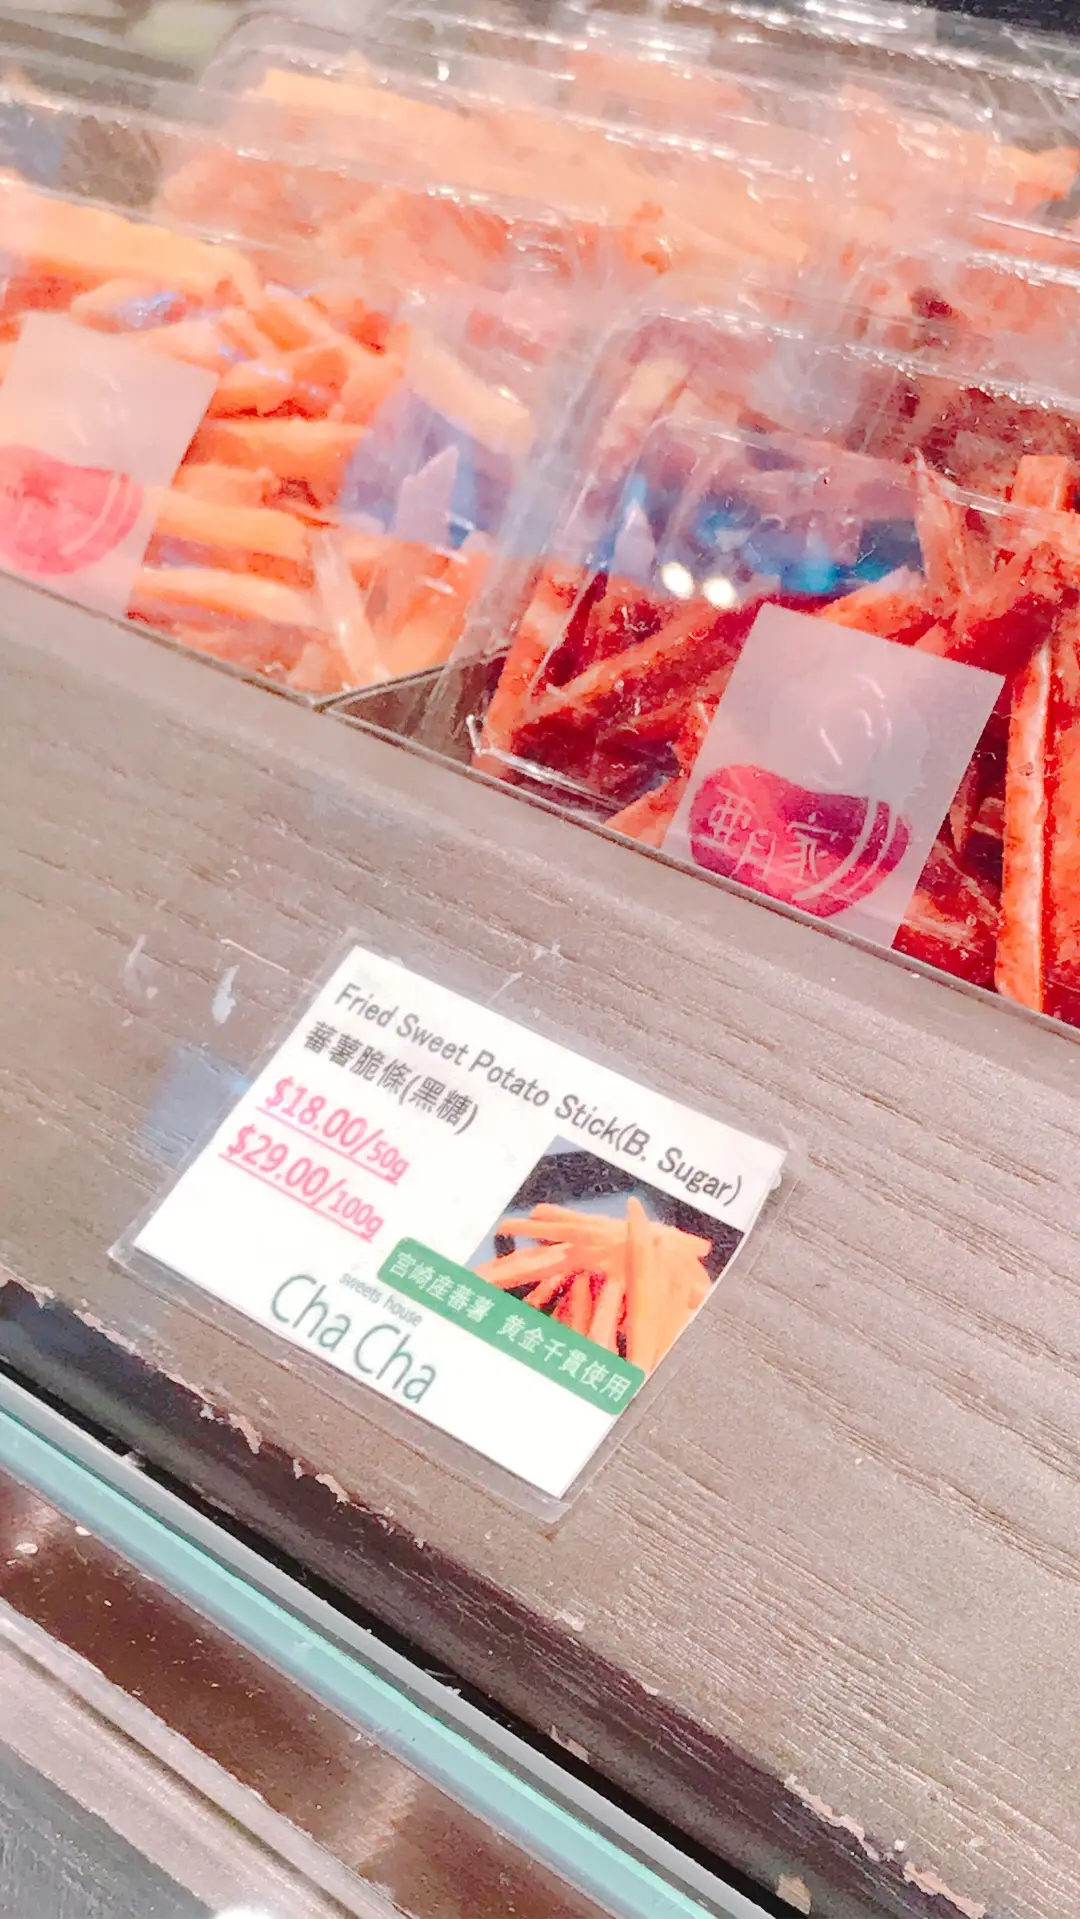 Fried Sweet Potato Stick(B. Sugar)
蕃薯脆條(黑糖)
$18.00/50g
$29.00/100g
宮崎産蕃薯 黄金千貫使用
sweets house
Cha Cha